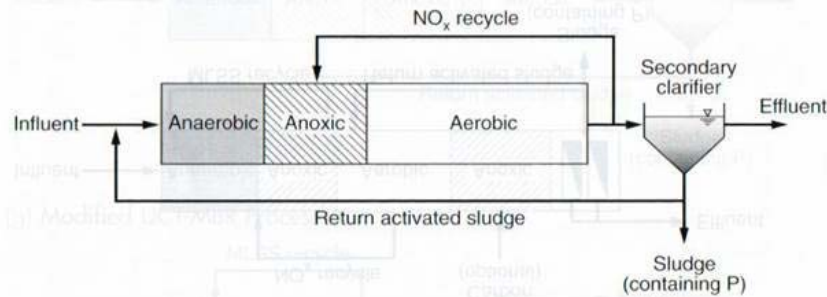 NOₓ recycle
Secondary
clarifier
Influent
Anaerobic
Anoxic
Aerobic
Effluent
Return activated sludge
Sludge
(containing P)